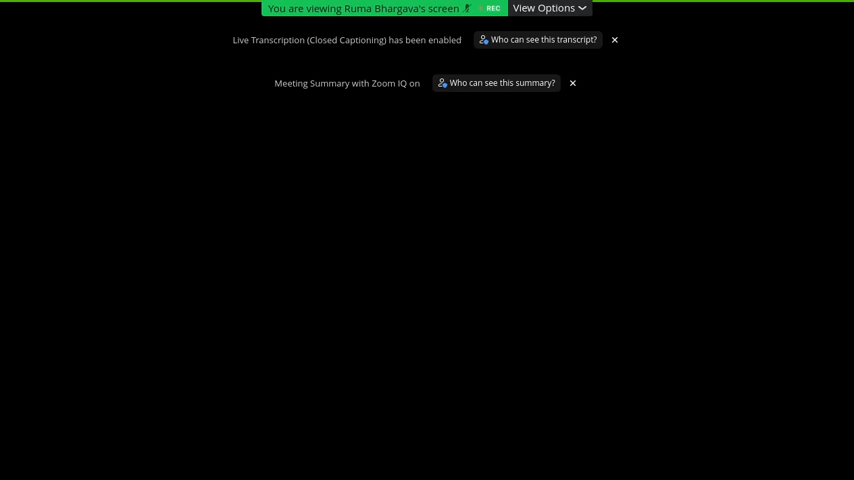 You are viewing Ruma Bhargava's screen REC View Options
Live Transcription (Closed Captioning) has been enabled Who can see this transcript?
Meeting Summary with Zoom IQ on Who can see this summary?